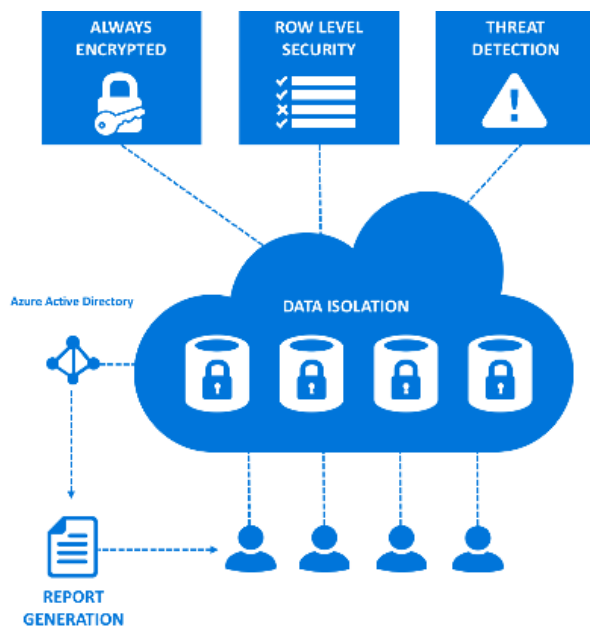 ALWAYS
ENCRYPTED
ROW LEVEL
SECURITY
THREAT
DETECTION
Azure Active Directory
DATA ISOLATION
REPORT
GENERATION